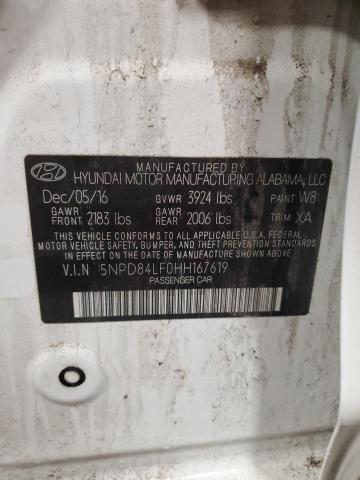 MANUFACTURED BY
HYUNDAI MOTOR MANUFACTURING ALABAMA, LLC
Dec/05/16 GVWR 3924 lbs PAINT W8
GAWR FRONT 2183 lbs GAWR REAR 2006 lbs TRIM XA
THIS VEHICLE CONFORMS TO ALL APPLICABLE U.S.A FEDERAL
MOTOR VEHICLE SAFETY, BUMPER, AND THEFT PREVENTION
STANDARDS IN EFFECT ON THE DATE OF MANUFACTURE SHOWN ABOVE.
V.I.N 5NPD84LF0HH167619
PASSENGER CAR